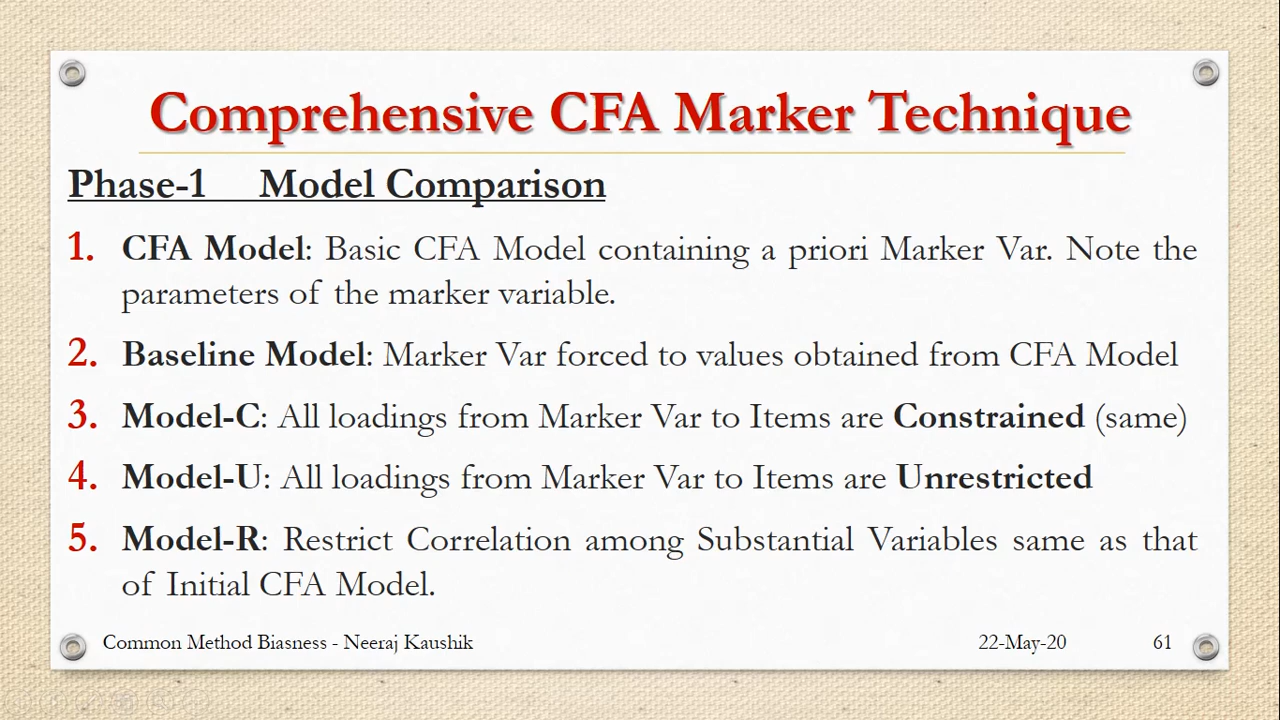 Comprehensive CFA Marker Technique
Phase-1 Model Comparison
1. CFA Model: Basic CFA Model containing a priori Marker Var. Note the
parameters of the marker variable.
2. Baseline Model: Marker Var forced to values obtained from CFA Model
3. Model-C: All loadings from Marker Var to Items are Constrained (same)
4. Model-U: All loadings from Marker Var to Items are Unrestricted
5. Model-R: Restrict Correlation among Substantial Variables same as that
of Initial CFA Model.
Common Method Biasness - Neeraj Kaushik 22-May-20 61